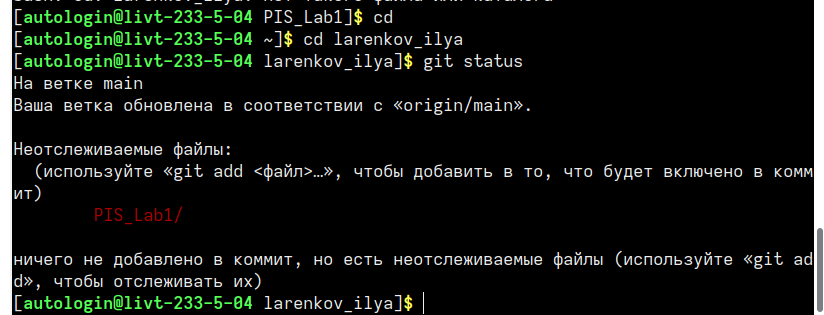 [autologin@livt-233-5-04 PIS_Lab1]$ cd
[autologin@livt-233-5-04 ~]$ cd larenkov_ilya
[autologin@livt-233-5-04 larenkov_ilya]$ git status
На ветке main
Ваша ветка обновлена в соответствии с «origin/main».
Неотслеживаемые файлы:
(используйте «git add <файл>…», чтобы добавить в то, что будет включено в комм
ит)
PIS_Lab1/
ничего не добавлено в коммит, но есть неотслеживаемые файлы (используйте «git ad
d», чтобы отслеживать их)
[autologin@livt-233-5-04 larenkov_ilya]$